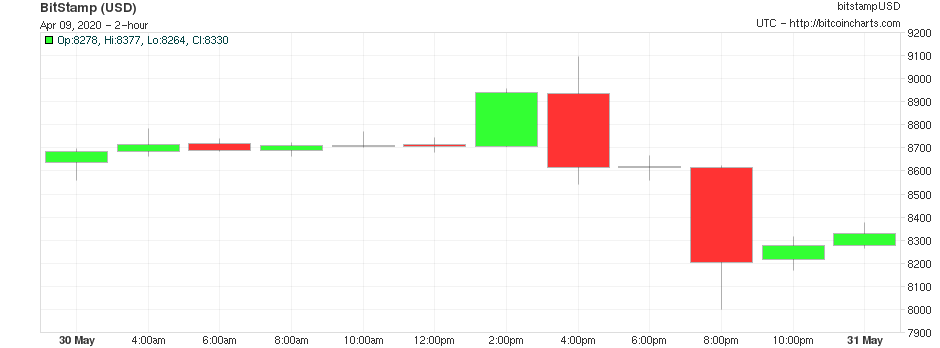 BitStamp (USD)
bitstampUSD
Apr 09, 2020 - 2-hour
UTC - http://bitcoincharts.com
Op:8278, Hi:8377, Lo:8264, Cl:8330
9200
9100
9000
8900
8800
8700
8600
8500
8400
8300
8200
8100
8000
7900
30 May
4:00am
6:00am
8:00am
10:00am
12:00pm
2:00pm
4:00pm
6:00pm
8:00pm
10:00pm
31 May